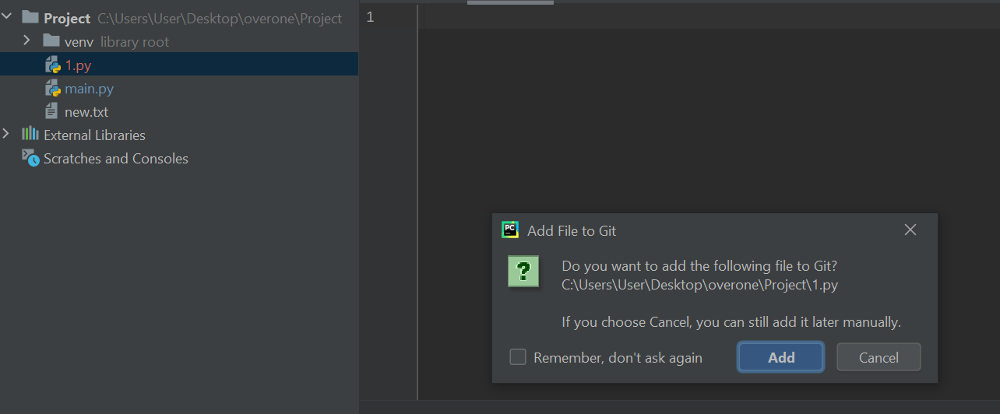 Project C:\Users\User\Desktop\overone\Project
venv library root
1.py
main.py
new.txt
External Libraries
Scratches and Consoles
1
PC
Add File to Git
Do you want to add the following file to Git?
C:\Users\User\Desktop\overone\Project\1.py
If you choose Cancel, you can still add it later manually.
Remember, don't ask again
Add
Cancel